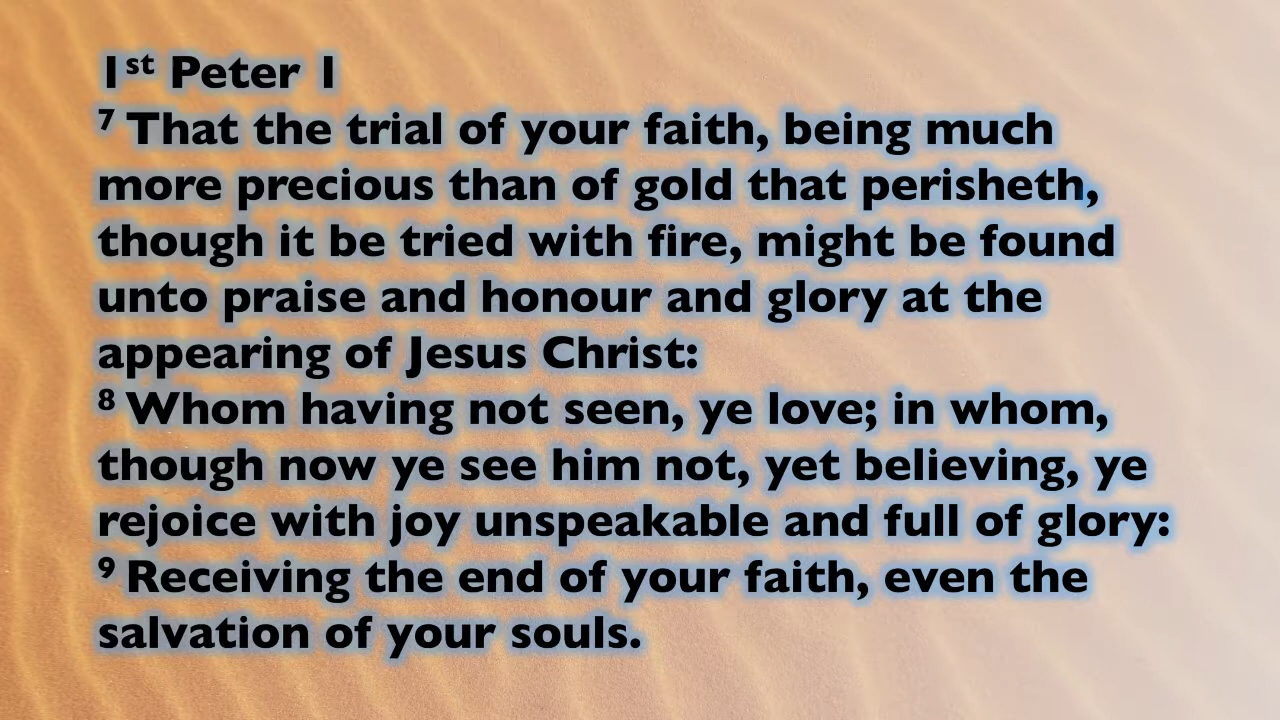 1st Peter 1
7 That the trial of your faith, being much
more precious than of gold that perisheth,
though it be tried with fire, might be found
unto praise and honour and glory at the
appearing of Jesus Christ:
8 Whom having not seen, ye love; in whom,
though now ye see him not, yet believing, ye
rejoice with joy unspeakable and full of glory:
9 Receiving the end of your faith, even the
salvation of your souls.